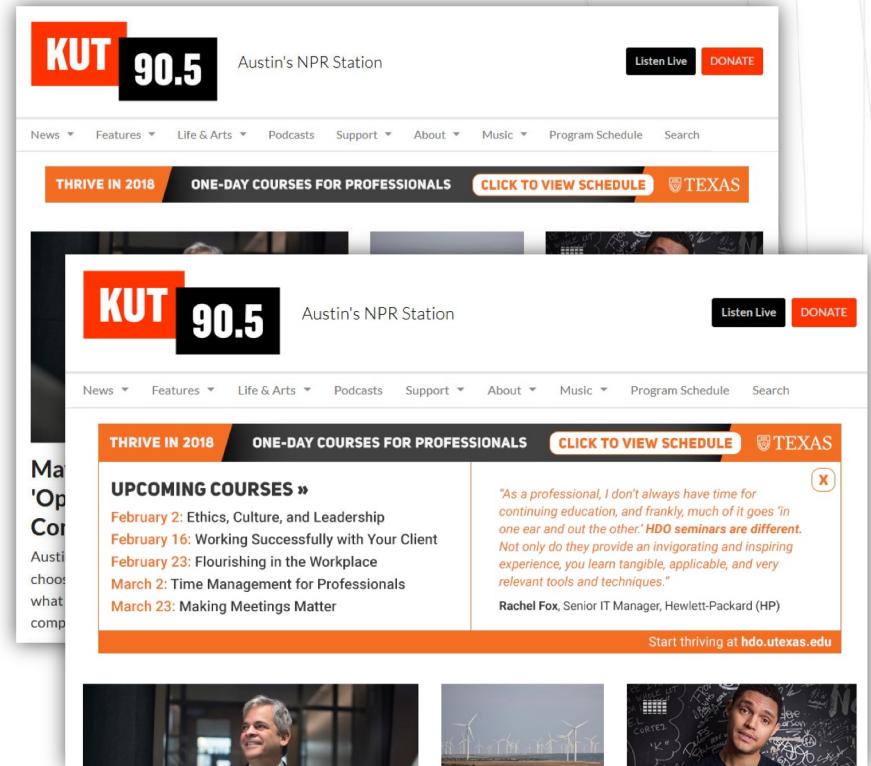 KUT
90.5
Austin's NPR Station
Listen Live
DONATE
News
Features
Life & Arts
Podcasts
Support
About
Music
Program Schedule
Search
THRIVE IN 2018
ONE-DAY COURSES FOR PROFESSIONALS
CLICK TO VIEW SCHEDULE
TEXAS
Ma
'Op
Con
Austi
choos
what
comp
KUT
90.5
Austin's NPR Station
Listen Live
DONATE
News
Features
Life & Arts
Podcasts
Support
About
Music
Program Schedule
Search
THRIVE IN 2018
ONE-DAY COURSES FOR PROFESSIONALS
CLICK TO VIEW SCHEDULE
TEXAS
UPCOMING COURSES »
February 2: Ethics, Culture, and Leadership
February 16: Working Successfully with Your Client
February 23: Flourishing in the Workplace
March 2: Time Management for Professionals
March 23: Making Meetings Matter
X
"As a professional, I don't always have time for
continuing education, and frankly, much of it goes 'in
one ear and out the other.' HDO seminars are different.
Not only do they provide an invigorating and inspiring
experience, you learn tangible, applicable, and very
relevant tools and techniques."
Rachel Fox, Senior IT Manager, Hewlett-Packard (HP)
Start thriving at hdo.utexas.edu